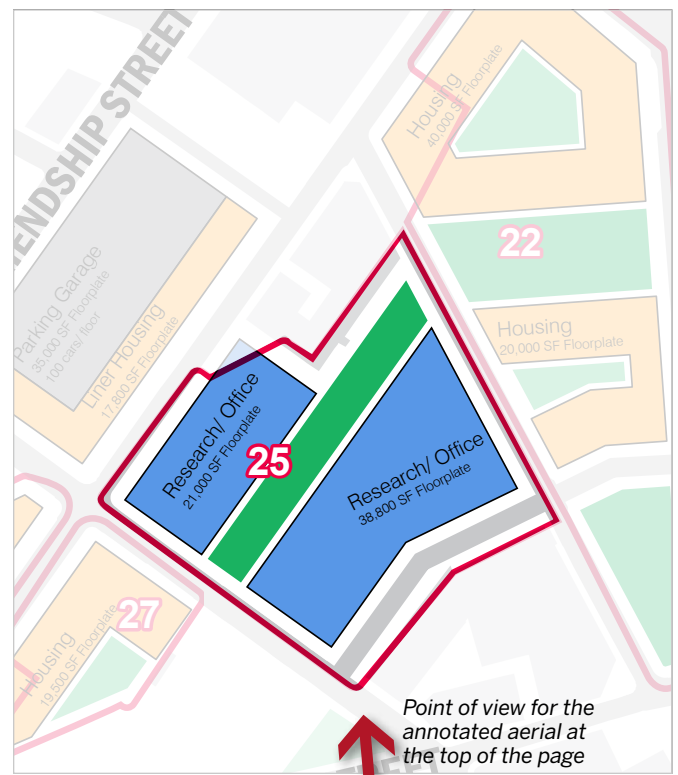 ENDSHIP STREET
Housing
40,000 SF Floorplate
22
Parking Garage
35,000 SF Floorplate
100 cars/ floor
Liner Housing
17,800 SF Floorplate
Housing
20,000 SF Floorplate
Research/ Office
21,000 SF Floorplate
25
Research/ Office
38,800 SF Floorplate
27
Housing
19,500 SF Floorplate
Point of view for the
annotated aerial at
the top of the page